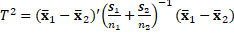 T² = (x̄₁ − x̄₂)′(s₁/n₁ + s₂/n₂)⁻¹ (x̄₁ − x̄₂)